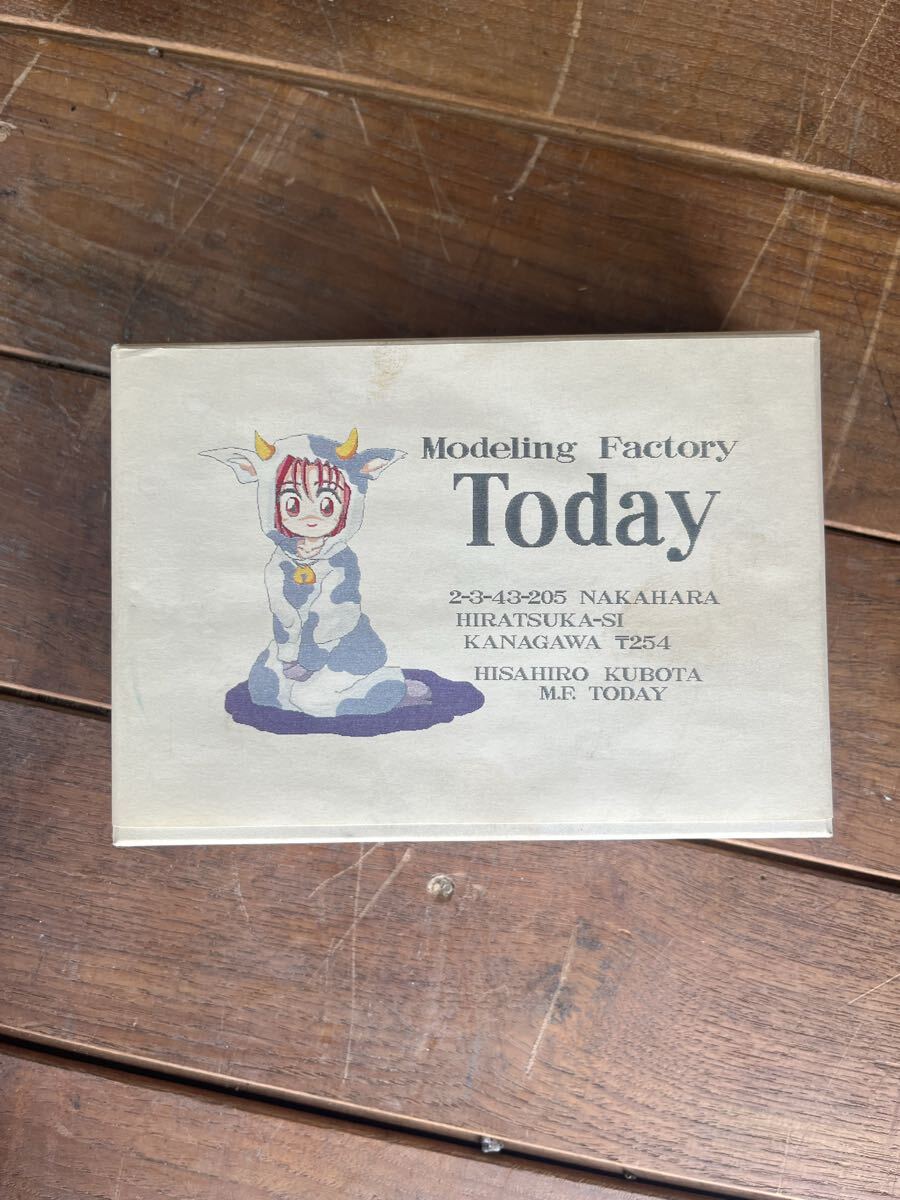 Modeling Factory
Today
2-3-43-205 NAKAHARA
HIRATSUKA-SI
KANAGAWA 〒254
HISAHIRO KUBOTA
M.F. TODAY